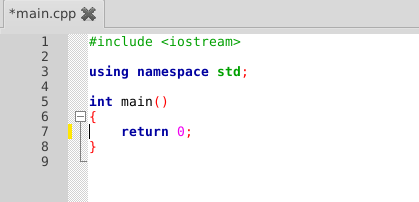 *main.cpp
1 #include <iostream>
2
3 using namespace std;
4
5 int main()
6 {
7     return 0;
8 }
9